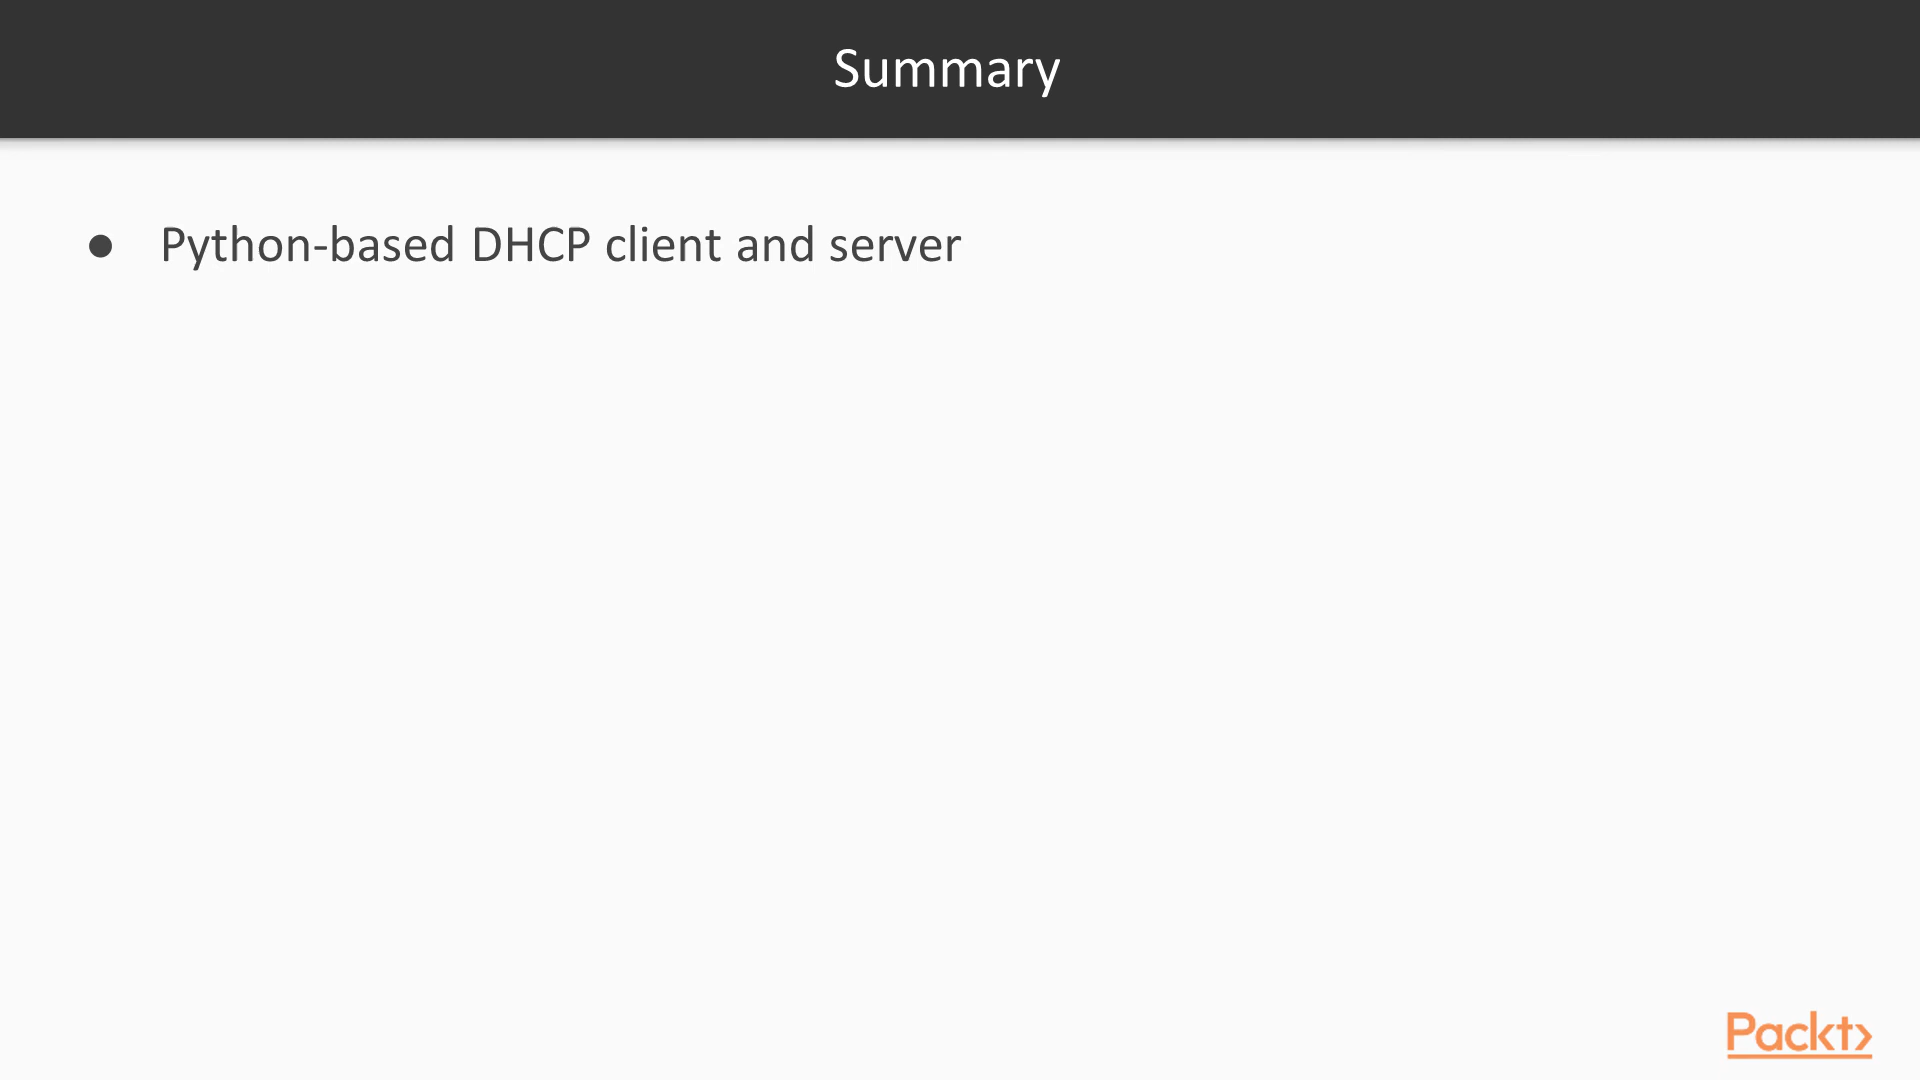 Summary
● Python-based DHCP client and server
Packt>